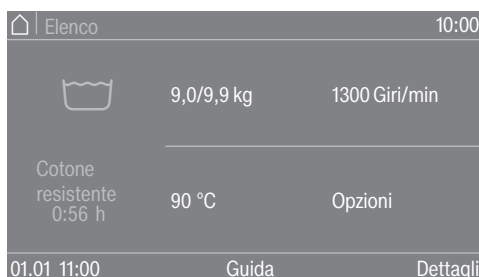 Elenco 10:00
9,0/9,9 kg 1300 Giri/min
Cotone
resistente
0:56 h
90 °C Opzioni
01.01 11:00 Guida Dettagli